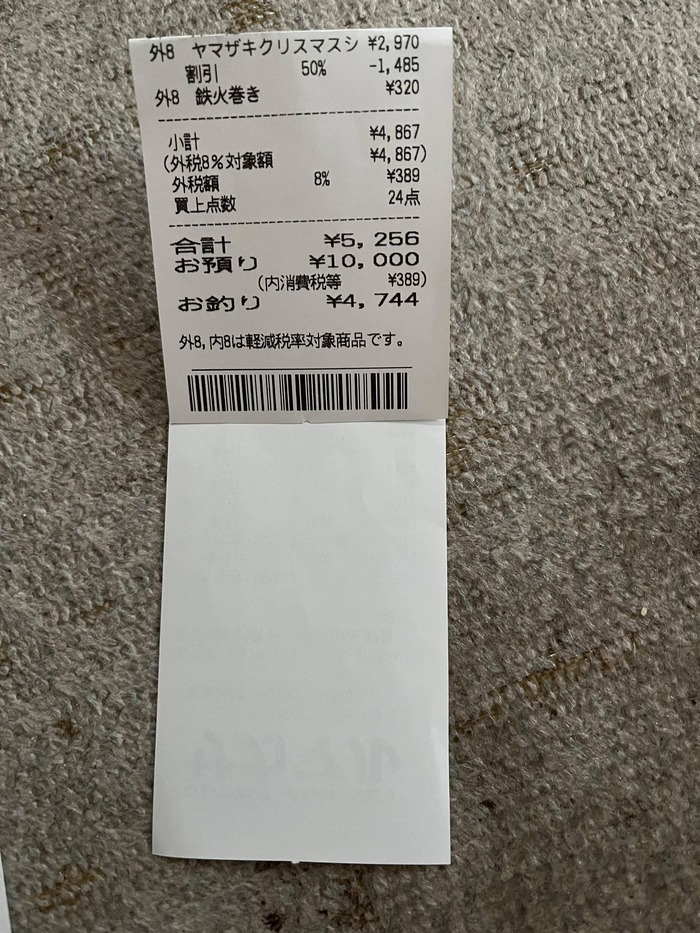 外8 ヤマザキクリスマスシ ¥2,970
割引 50% -1,485
外8 鉄火巻き ¥320
小計 ¥4,867
(外税8%対象額 ¥4,867)
外税額 8% ¥389
買上点数 24点
合計 ¥5,256
お預り ¥10,000
(内消費税等 ¥389)
お釣り ¥4,744
外8,内8は軽減税率対象商品です。